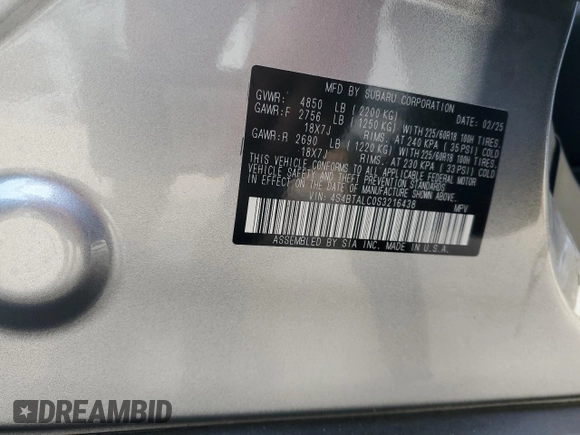 MFD BY SUBARU CORPORATION
DATE: 02/25
GVWR: 4850 LB (2200 KG)
GAWR:F 2756 LB (1250 KG) WITH 225/60R18 100H TIRES,
18X7J RIMS, AT 240 KPA (35 PSI) COLD
GAWR:R 2690 LB (1220 KG) WITH 225/60R18 100H TIRES,
18X7J RIMS, AT 230 KPA (33 PSI) COLD
THIS VEHICLE CONFORMS TO ALL APPLICABLE FEDERAL MOTOR
VEHICLE SAFETY AND THEFT PREVENTION STANDARDS
IN EFFECT ON THE DATE OF MANUFACTURE SHOWN ABOVE.
VIN: 4S4BTALC0S3216438 MPV
ASSEMBLED BY SIA INC. MADE IN U.S.A.
DREAMBID